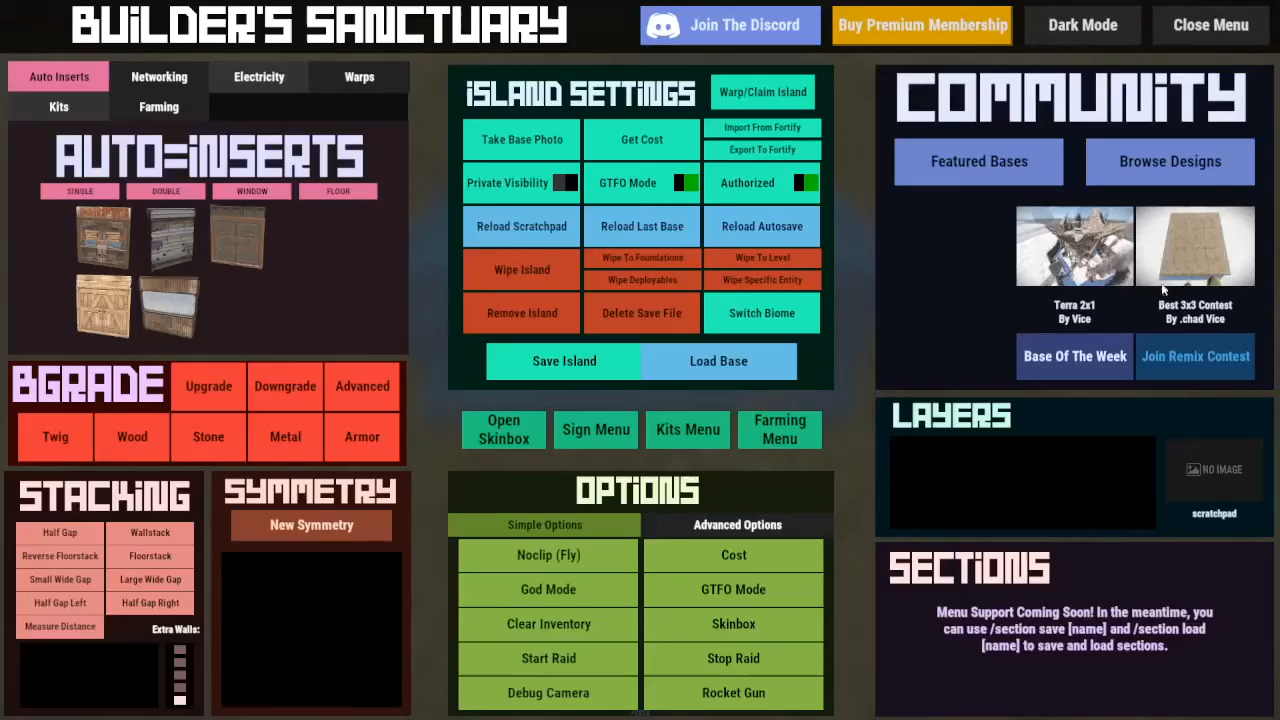 BUILDER'S SANCTUARY
Join The Discord
Buy Premium Membership
Dark Mode
Close Menu
Auto Inserts
Networking
Electricity
Warps
Kits
Farming
AUTO=iNSERTS
SINGLE
DOUBLE
WINDOW
FLOOR
BGRADE
Upgrade
Downgrade
Advanced
Twig
Wood
Stone
Metal
Armor
STACKiNG
Half Gap
Wallstack
Reverse Floorstack
Floorstack
Small Wide Gap
Large Wide Gap
Half Gap Left
Half Gap Right
Measure Distance
Extra Walls:
SYMMETRY
New Symmetry
iSLAND SETTiNGS
Warp/Claim Island
Take Base Photo
Get Cost
Import From Fortify
Export To Fortify
Private Visibility
GTFO Mode
Authorized
Reload Scratchpad
Reload Last Base
Reload Autosave
Wipe Island
Wipe To Foundations
Wipe To Level
Wipe Deployables
Wipe Specific Entity
Remove Island
Delete Save File
Switch Biome
Save Island
Load Base
Open
Skinbox
Sign Menu
Kits Menu
Farming
Menu
OPTiONS
Simple Options
Advanced Options
Noclip (Fly)
Cost
God Mode
GTFO Mode
Clear Inventory
Skinbox
Start Raid
Stop Raid
Debug Camera
Rocket Gun
COMMUNiTY
Featured Bases
Browse Designs
Terra 2x1
By Vice
Best 3x3 Contest
By .chad Vice
Base Of The Week
Join Remix Contest
LAYERS
NO IMAGE
scratchpad
SECTiONS
Menu Support Coming Soon! In the meantime, you
can use /section save [name] and /section load
[name] to save and load sections.